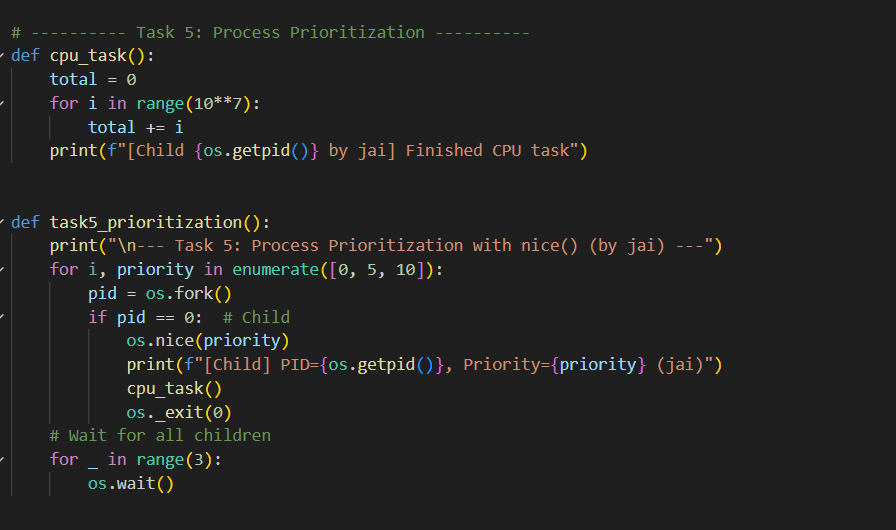 # ---------- Task 5: Process Prioritization ----------
def cpu_task():
    total = 0
    for i in range(10**7):
        total += i
    print(f"[Child {os.getpid()} by jai] Finished CPU task")
def task5_prioritization():
    print("\n--- Task 5: Process Prioritization with nice() (by jai) ---")
    for i, priority in enumerate([0, 5, 10]):
        pid = os.fork()
        if pid == 0:  # Child
            os.nice(priority)
            print(f"[Child] PID={os.getpid()}, Priority={priority} (jai)")
            cpu_task()
            os._exit(0)
    # Wait for all children
    for _ in range(3):
        os.wait()